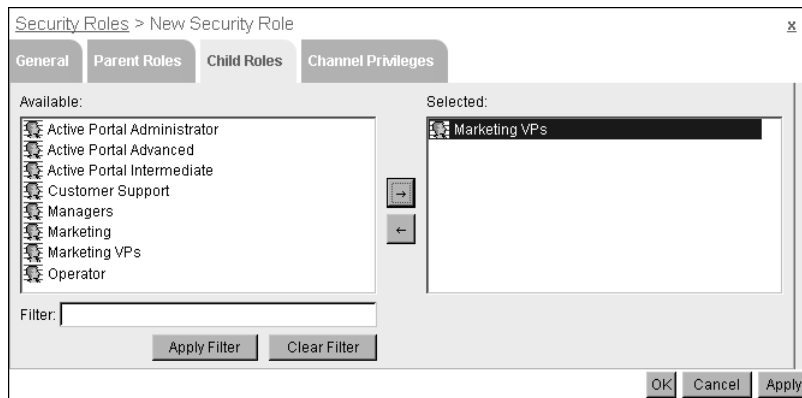 Security Roles > New Security Role x
General Parent Roles Child Roles Channel Privileges
Available: Selected:
Active Portal Administrator Marketing VPs
Active Portal Advanced
Active Portal Intermediate
Customer Support
Managers
Marketing
Marketing VPs
Operator
→
←
Filter:
Apply Filter Clear Filter
OK Cancel Apply